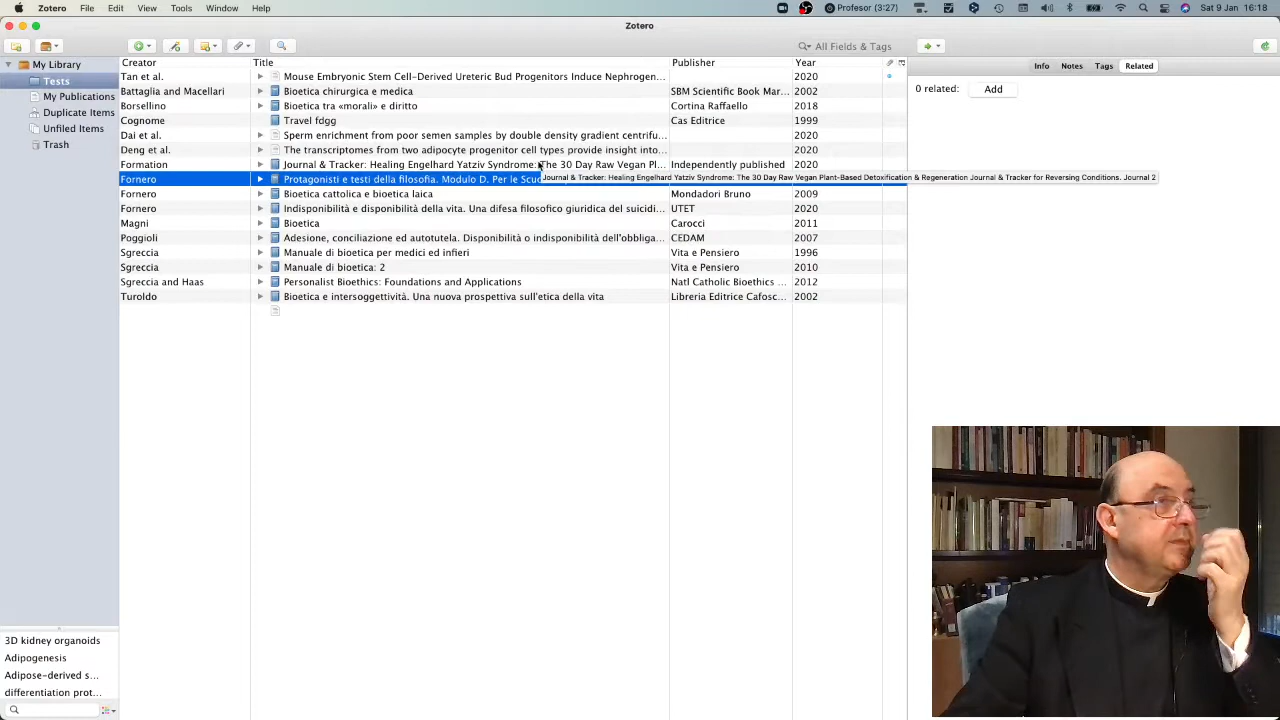 Zotero File Edit View Tools Window Help Profesor (3:27) Sat 9 Jan 16:18
Zotero
All Fields & Tags
My Library
Tests
My Publications
Duplicate Items
Unfiled Items
Trash
Creator Title Publisher Year
Tan et al. Mouse Embryonic Stem Cell-Derived Ureteric Bud Progenitors Induce Nephrogen... 2020
Battaglia and Macellari Bioetica chirurgica e medica SBM Scientific Book Mar... 2002
Borsellino Bioetica tra «morali» e diritto Cortina Raffaello 2018
Cognome Travel fdgg Cas Editrice 1999
Dai et al. Sperm enrichment from poor semen samples by double density gradient centrifu... 2020
Deng et al. The transcriptomes from two adipocyte progenitor cell types provide insight into... 2020
Formation Journal & Tracker: Healing Engelhard Yatziv Syndrome: The 30 Day Raw Vegan Pl... Independently published 2020
Fornero Protagonisti e testi della filosofia. Modulo D. Per le
Journal & Tracker: Healing Engelhard Yatziv Syndrome: The 30 Day Raw Vegan Plant-Based Detoxification & Regeneration Journal & Tracker for Reversing Conditions. Journal 2
Fornero Bioetica cattolica e bioetica laica Mondadori Bruno 2009
Fornero Indisponibilità e disponibilità della vita. Una difesa filosofico giuridica del suicidi... UTET 2020
Magni Bioetica Carocci 2011
Poggioli Adesione, conciliazione ed autotutela. Disponibilità o indisponibilità dell'obbliga... CEDAM 2007
Sgreccia Manuale di bioetica per medici ed infieri Vita e Pensiero 1996
Sgreccia Manuale di bioetica: 2 Vita e Pensiero 2010
Sgreccia and Haas Personalist Bioethics: Foundations and Applications Natl Catholic Bioethics ... 2012
Turoldo Bioetica e intersoggettività. Una nuova prospettiva sull'etica della vita Libreria Editrice Cafosc... 2002
Info Notes Tags Related
0 related: Add
3D kidney organoids
Adipogenesis
Adipose-derived s...
differentiation prot...